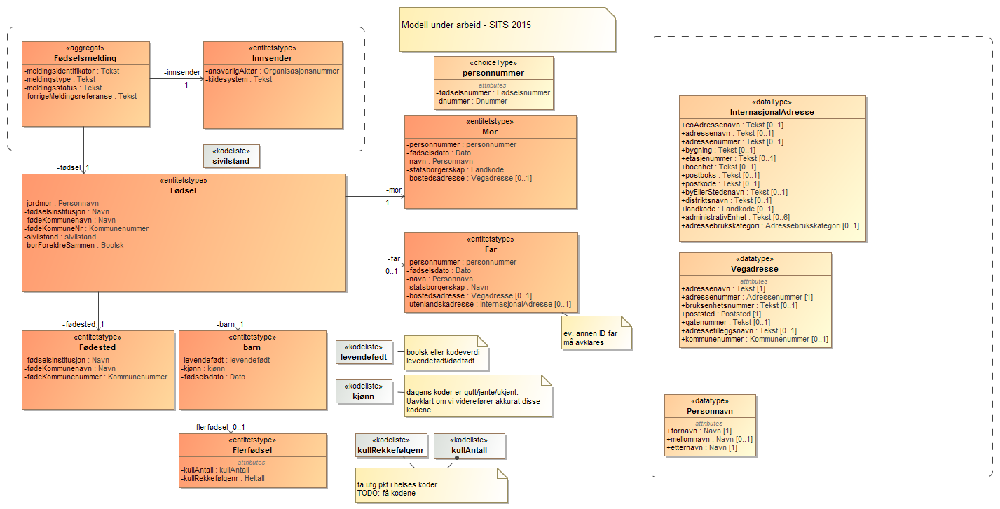 Modell under arbeid - SITS 2015
«aggregat»
Fødselsmelding
-meldingsidentifikator : Tekst
-meldingstype : Tekst
-meldingsstatus : Tekst
-forrigeMeldingsreferanse : Tekst
-innsender
1
«entitetstype»
Innsender
-ansvarligAktør : Organisasjonsnummer
-kildesystem : Tekst
«choiceType»
personnummer
attributes
-fødselsnummer : Fødselsnummer
-dnummer : Dnummer
«kodeliste»
sivilstand
-fødsel 1
«entitetstype»
Fødsel
-jordmor : Personnavn
-fødselsinstitusjon : Navn
-fødeKommunenavn : Navn
-fødeKommuneNr : Kommunenummer
-sivilstand : sivilstand
-borForeldreSammen : Boolsk
-mor
1
«entitetstype»
Mor
-personnummer : personnummer
-fødselsdato : Dato
-navn : Personnavn
-statsborgerskap : Landkode
-bostedsadresse : Vegadresse [0..1]
-far
0..1
«entitetstype»
Far
-personnummer : personnummer
-fødselsdato : Dato
-navn : Personnavn
-statsborgerskap : Navn
-bostedsadresse : Vegadresse [0..1]
-utenlandskadresse : InternasjonalAdresse [0..1]
ev. annen ID far
må avklares
-fødested 1
«entitetstype»
Fødested
-fødselsinstitusjon : Navn
-fødeKommunenavn : Navn
-fødeKommunenummer : Kommunenummer
-barn 1
«entitetstype»
barn
-levendefødt : levendefødt
-kjønn : kjønn
-fødselsdato : Dato
«kodeliste»
levendefødt
boolsk eller kodeverdi
levendefødt/dødfødt
«kodeliste»
kjønn
dagens koder er gutt/jente/ukjent.
Uavklart om vi viderefører akkurat disse
kodene.
-flerfødsel 0..1
«entitetstype»
Flerfødsel
attributes
-kullAntall : kullAntall
-kullRekkefølgenr : Heltall
«kodeliste»
kullRekkefølgenr
«kodeliste»
kullAntall
ta utg.pkt i helses koder.
TODO: få kodene
«dataType»
InternasjonalAdresse
+coAdressenavn : Tekst [0..1]
+adressenavn : Tekst [0..1]
+adressenummer : Tekst [0..1]
+bygning : Tekst [0..1]
+etasjenummer : Tekst [0..1]
+boenhet : Tekst [0..1]
+postboks : Tekst [0..1]
+postkode : Tekst [0..1]
+byEllerStedsnavn : Tekst [0..1]
+distriktsnavn : Tekst [0..1]
+landkode : Landkode [0..1]
+administrativEnhet : Tekst [0..6]
+adressebrukskategori : Adressebrukskategori [0..1]
«datatype»
Vegadresse
attributes
+adressenavn : Tekst [1]
+adressenummer : Adressenummer [1]
+bruksenhetsnummer : Tekst [0..1]
+poststed : Poststed [1]
+gatenummer : Tekst [0..1]
+adressetilleggsnavn : Tekst [0..1]
+kommunenummer : Kommunenummer [0..1]
«datatype»
Personnavn
attributes
+fornavn : Navn [1]
+mellomnavn : Navn [0..1]
+etternavn : Navn [1]